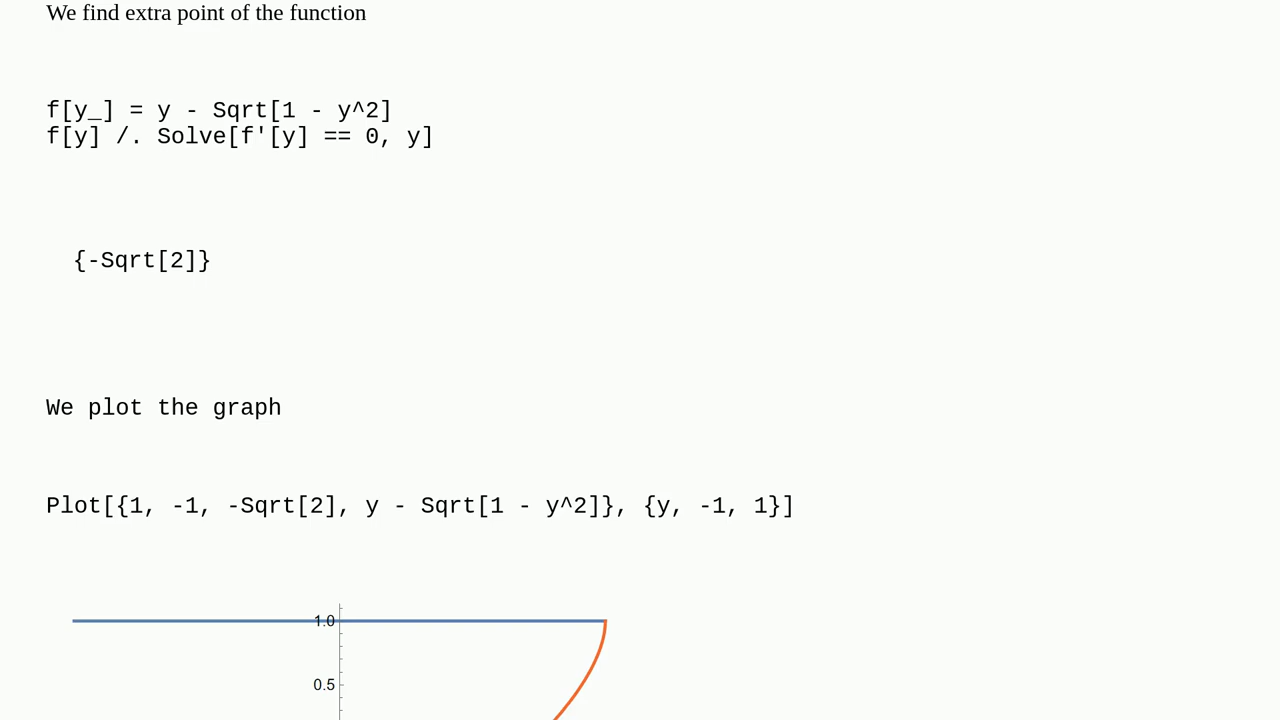 We find extra point of the function
f[y_] = y - Sqrt[1 - y^2]
f[y] /. Solve[f'[y] == 0, y]
{-Sqrt[2]}
We plot the graph
Plot[{1, -1, -Sqrt[2], y - Sqrt[1 - y^2]}, {y, -1, 1}]
1.0
0.5